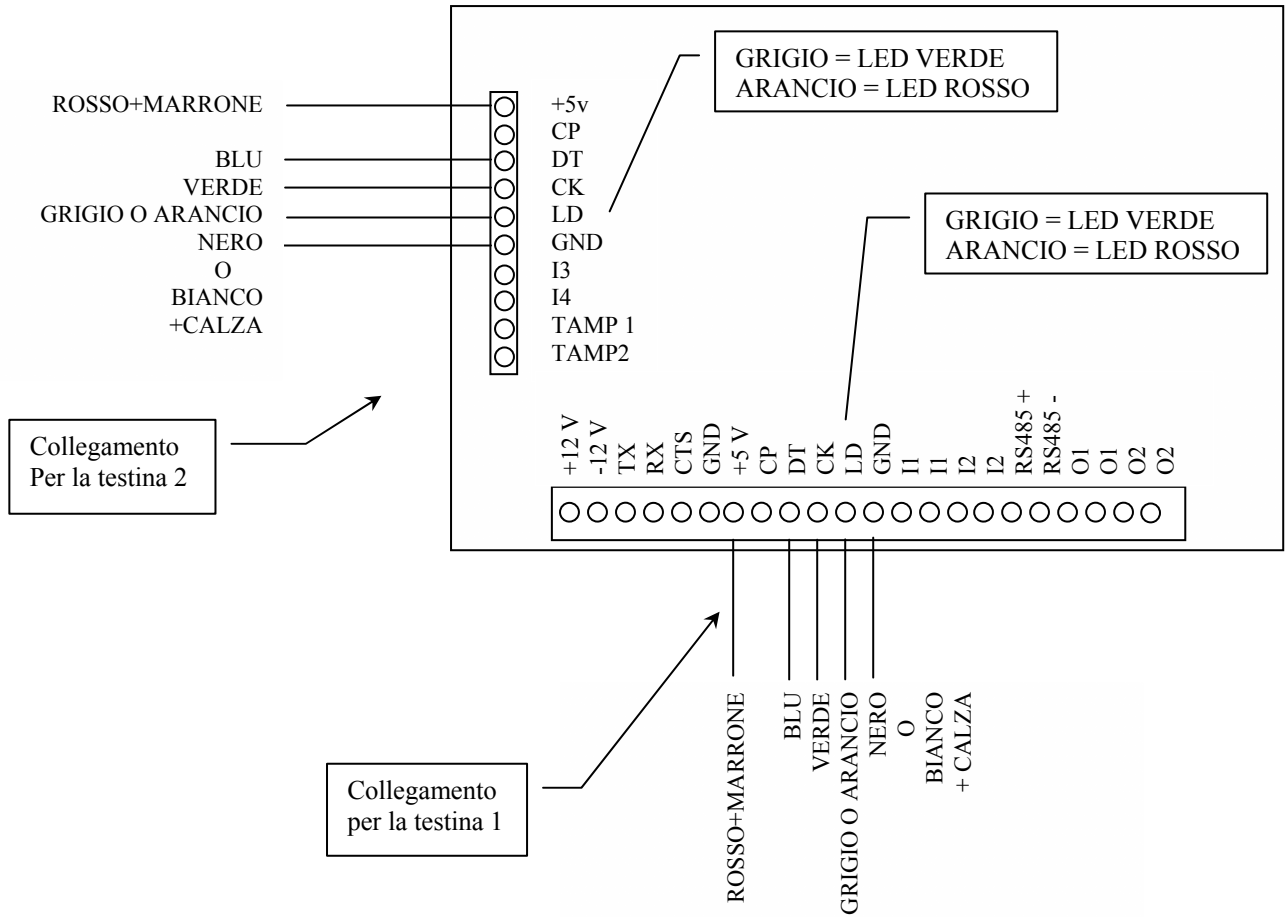 GRIGIO = LED VERDE
ARANCIO = LED ROSSO
ROSSO+MARRONE
BLU
VERDE
GRIGIO O ARANCIO
NERO
O
BIANCO
+CALZA
+5v
CP
DT
CK
LD
GND
I3
I4
TAMP 1
TAMP2
GRIGIO = LED VERDE
ARANCIO = LED ROSSO
Collegamento
Per la testina 2
+12 V
-12 V
TX
RX
CTS
GND
+5 V
CP
DT
CK
LD
GND
I1
I1
I2
I2
RS485 +
RS485 -
O1
O1
O2
O2
Collegamento
per la testina 1
ROSSO+MARRONE
BLU
VERDE
GRIGIO O ARANCIO
NERO
O
BIANCO
+ CALZA